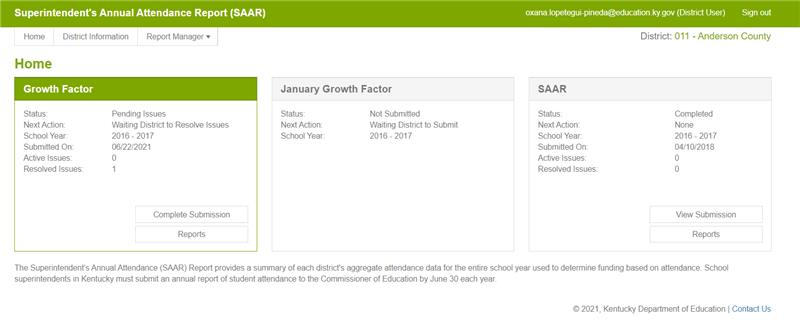 Superintendent's Annual Attendance Report (SAAR)
oxana.lopetegui-pineda@education.ky.gov (District User) Sign out
Home District Information Report Manager
District: 011 - Anderson County
Home
Growth Factor
Status: Pending Issues
Next Action: Waiting District to Resolve Issues
School Year: 2016 - 2017
Submitted On: 06/22/2021
Active Issues: 0
Resolved Issues: 1
Complete Submission
Reports
January Growth Factor
Status: Not Submitted
Next Action: Waiting District to Submit
School Year: 2016 - 2017
SAAR
Status: Completed
Next Action: None
School Year: 2016 - 2017
Submitted On: 04/10/2018
Active Issues: 0
Resolved Issues: 0
View Submission
Reports
The Superintendent's Annual Attendance (SAAR) Report provides a summary of each district's aggregate attendance data for the entire school year used to determine funding based on attendance. School
superintendents in Kentucky must submit an annual report of student attendance to the Commissioner of Education by June 30 each year.
© 2021, Kentucky Department of Education | Contact Us